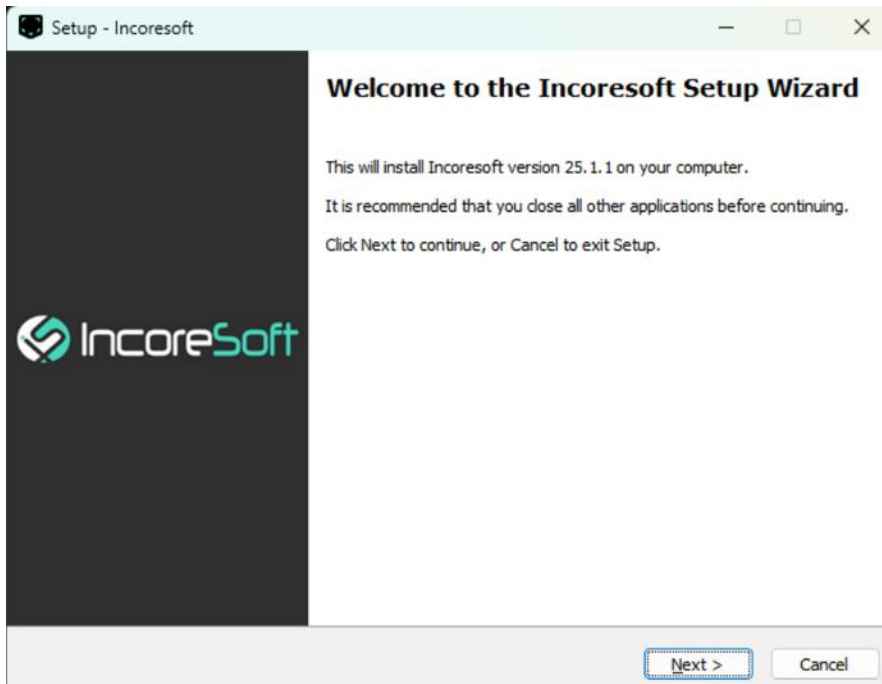 Setup - Incoresoft
Welcome to the Incoresoft Setup Wizard
This will install Incoresoft version 25.1.1 on your computer.
It is recommended that you close all other applications before continuing.
Click Next to continue, or Cancel to exit Setup.
IncoreSoft
Next >
Cancel